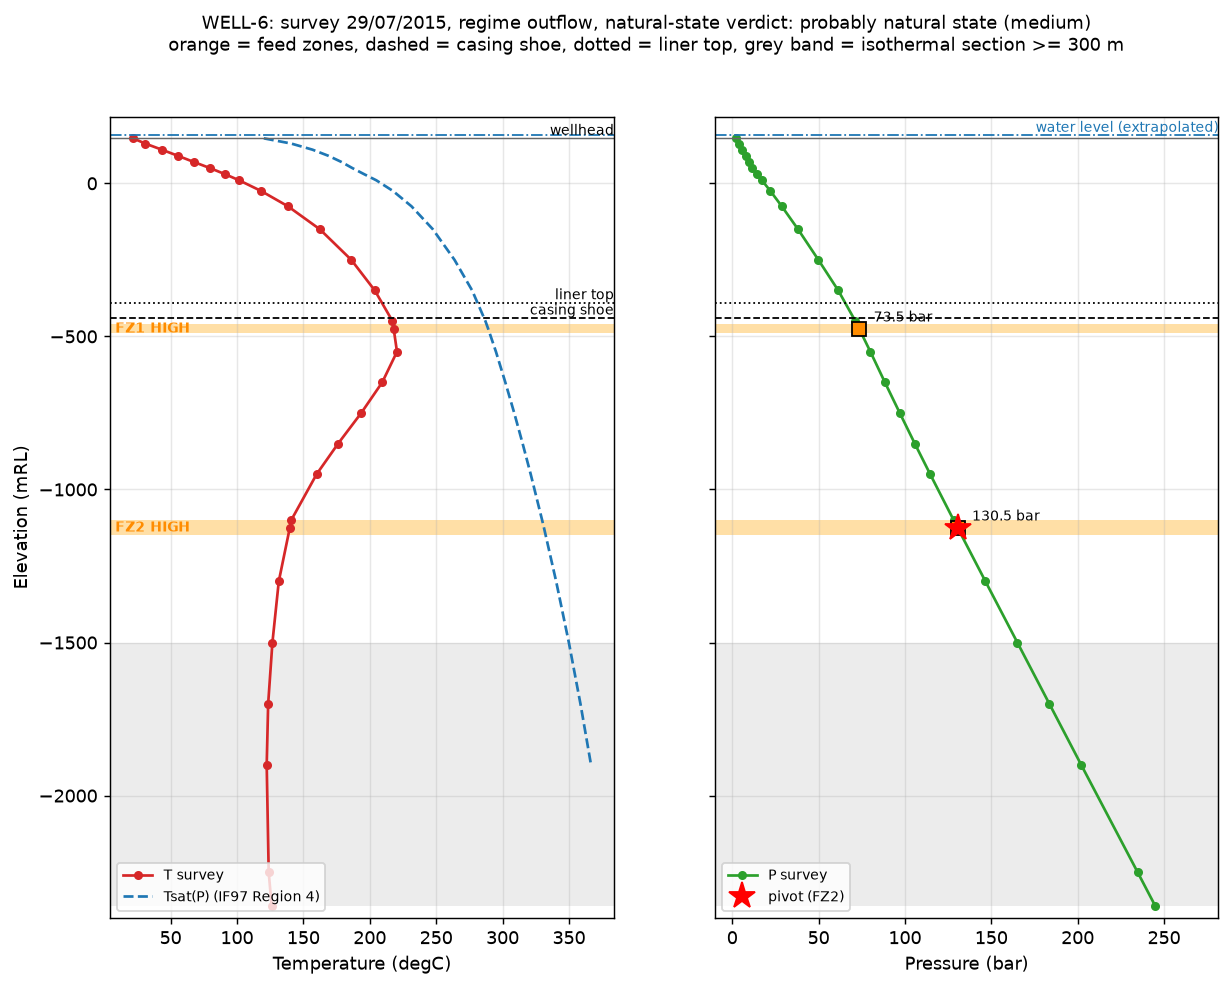 WELL-6: survey 29/07/2015, regime outflow, natural-state verdict: probably natural state (medium)
orange = feed zones, dashed = casing shoe, dotted = liner top, grey band = isothermal section >= 300 m
wellhead
liner top
casing shoe
FZ1 HIGH
FZ2 HIGH
0
−500
−1000
−1500
−2000
Elevation (mRL)
T survey
Tsat(P) (IF97 Region 4)
50
100
150
200
250
300
350
Temperature (degC)
water level (extrapolated)
73.5 bar
130.5 bar
P survey
pivot (FZ2)
0
50
100
150
200
250
Pressure (bar)